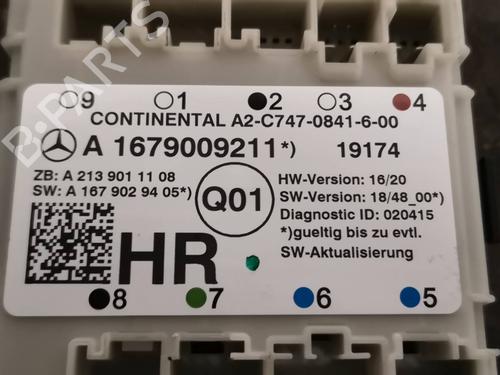 9 1 2 3 4
CONTINENTAL A2-C747-0841-6-00
A 1679009211*) 19174
ZB: A 213 901 11 08
SW: A 167 902 94 05*)
Q01
HW-Version: 16/20
SW-Version: 18/48_00*)
Diagnostic ID: 020415
*)gueltig bis zu evtl.
SW-Aktualisierung
HR
8 7 6 5
B-PARTS